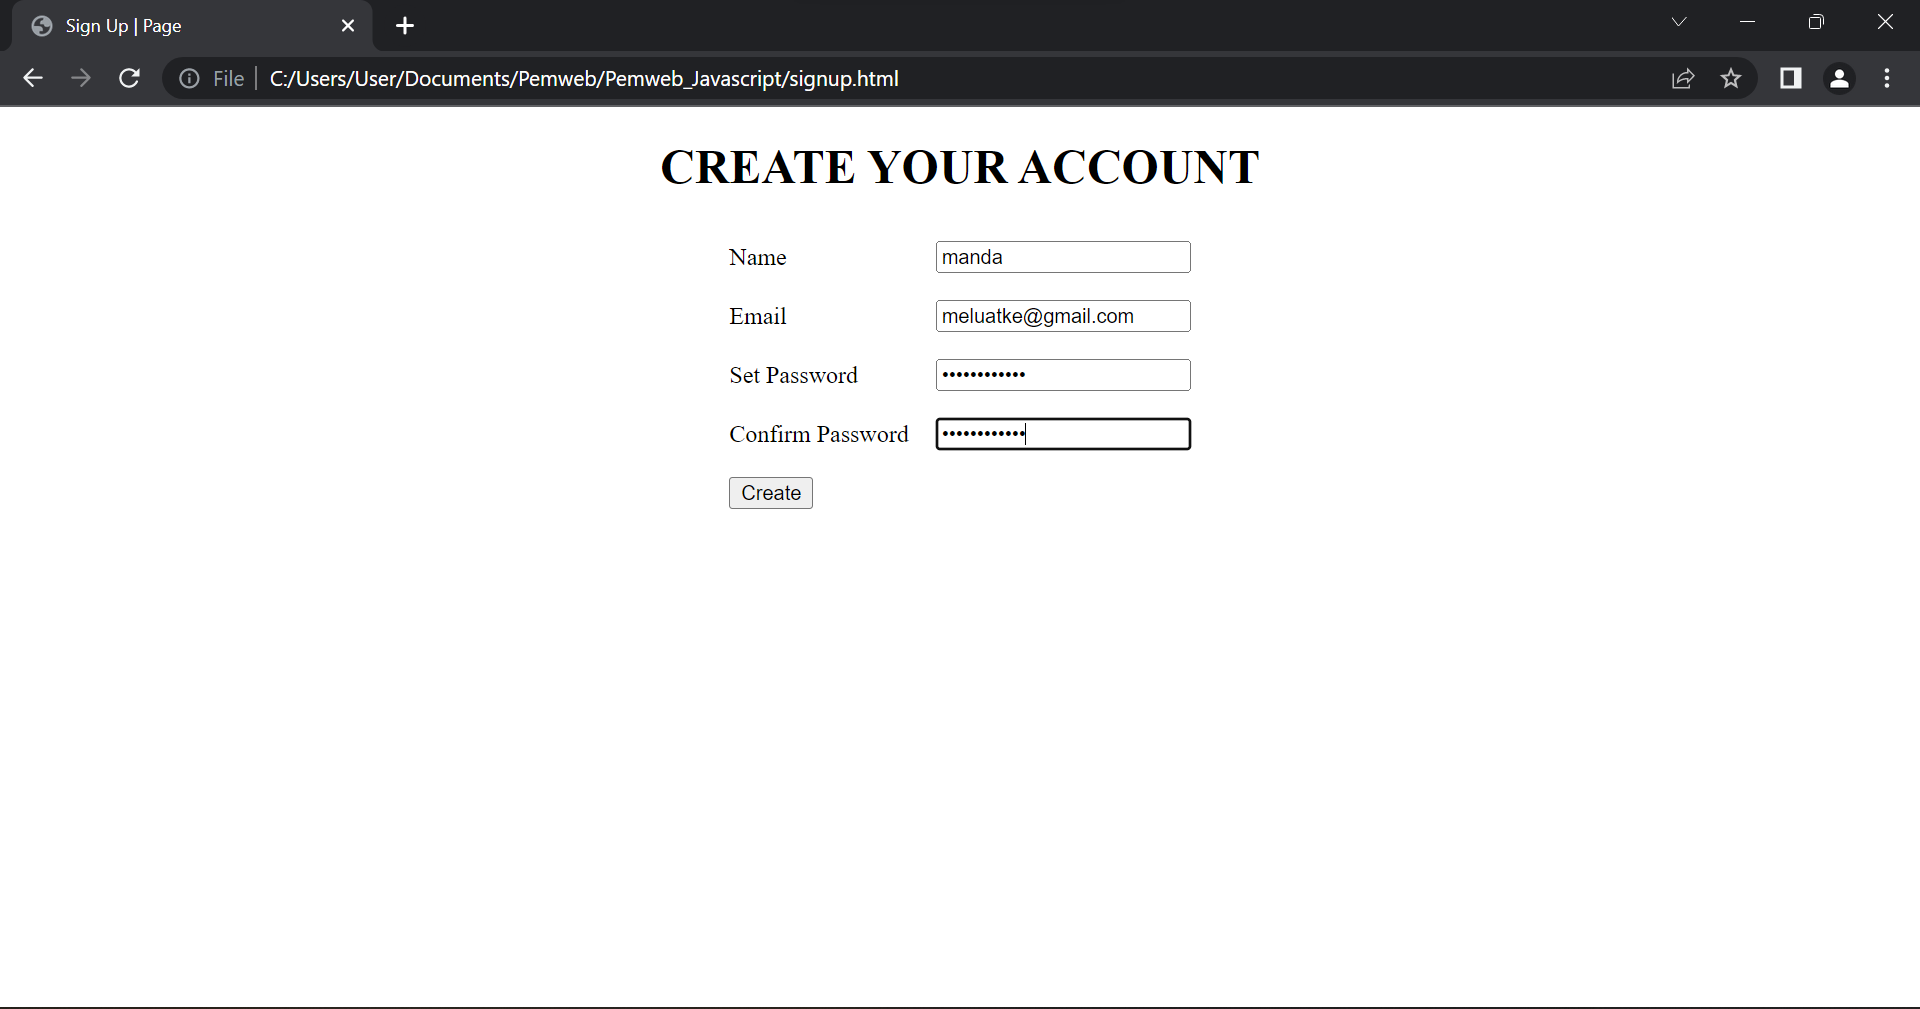 Sign Up | Page
File C:/Users/User/Documents/Pemweb/Pemweb_Javascript/signup.html
CREATE YOUR ACCOUNT
Name manda
Email meluatke@gmail.com
Set Password ••••••••••••
Confirm Password ••••••••••••
Create